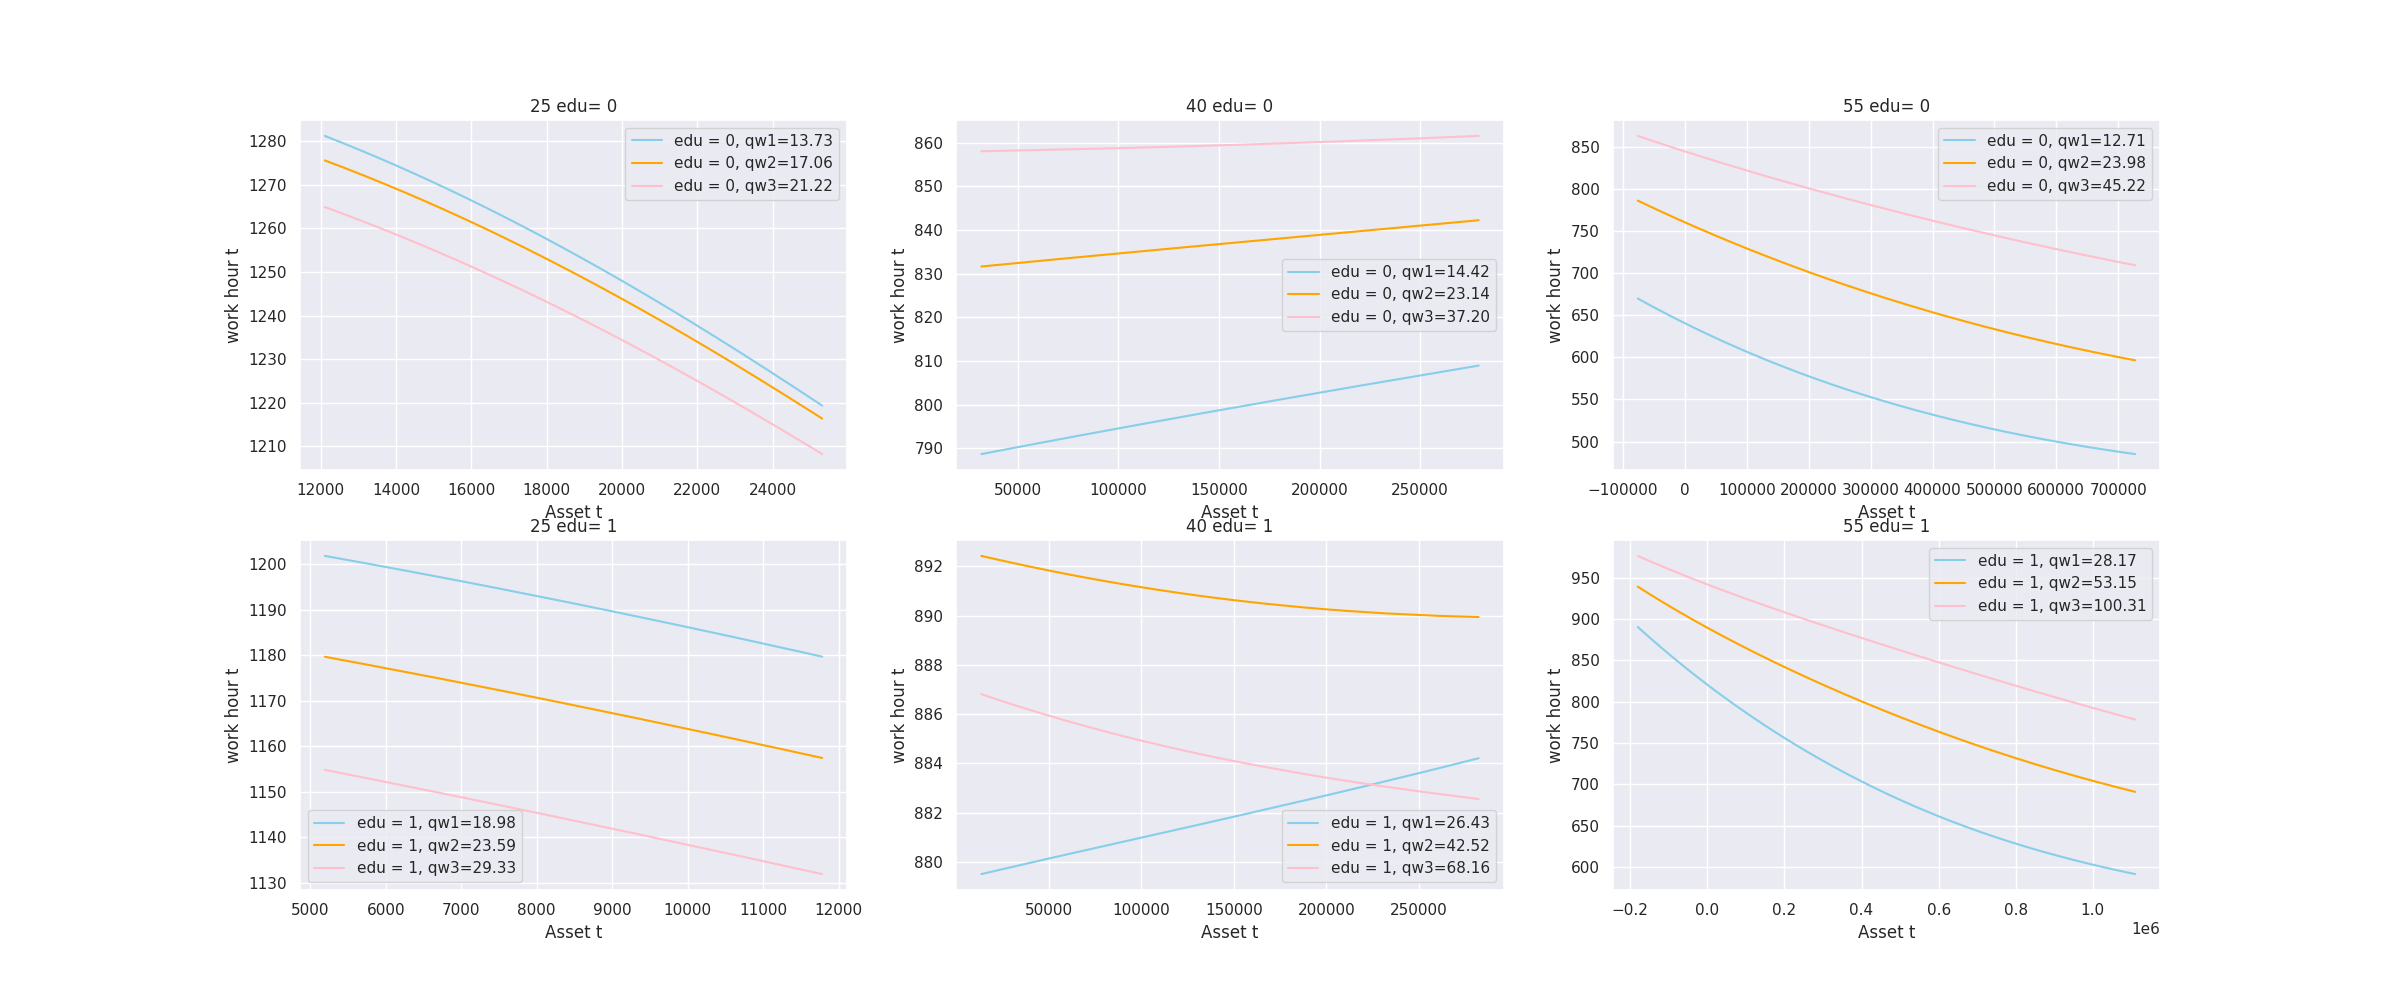 25 edu= 0
1280
1270
1260
1250
1240
1230
1220
1210
work hour t
edu = 0, qw1=13.73
edu = 0, qw2=17.06
edu = 0, qw3=21.22
12000 14000 16000 18000 20000 22000 24000
Asset t
40 edu= 0
860
850
840
830
820
810
800
790
work hour t
edu = 0, qw1=14.42
edu = 0, qw2=23.14
edu = 0, qw3=37.20
50000 100000 150000 200000 250000
Asset t
55 edu= 0
850
800
750
700
650
600
550
500
work hour t
edu = 0, qw1=12.71
edu = 0, qw2=23.98
edu = 0, qw3=45.22
−100000 0 100000 200000 300000 400000 500000 600000 700000
Asset t
25 edu= 1
1200
1190
1180
1170
1160
1150
1140
1130
work hour t
edu = 1, qw1=18.98
edu = 1, qw2=23.59
edu = 1, qw3=29.33
5000 6000 7000 8000 9000 10000 11000 12000
Asset t
40 edu= 1
892
890
888
886
884
882
880
work hour t
edu = 1, qw1=26.43
edu = 1, qw2=42.52
edu = 1, qw3=68.16
50000 100000 150000 200000 250000
Asset t
55 edu= 1
950
900
850
800
750
700
650
600
work hour t
edu = 1, qw1=28.17
edu = 1, qw2=53.15
edu = 1, qw3=100.31
−0.2 0.0 0.2 0.4 0.6 0.8 1.0
1e6
Asset t